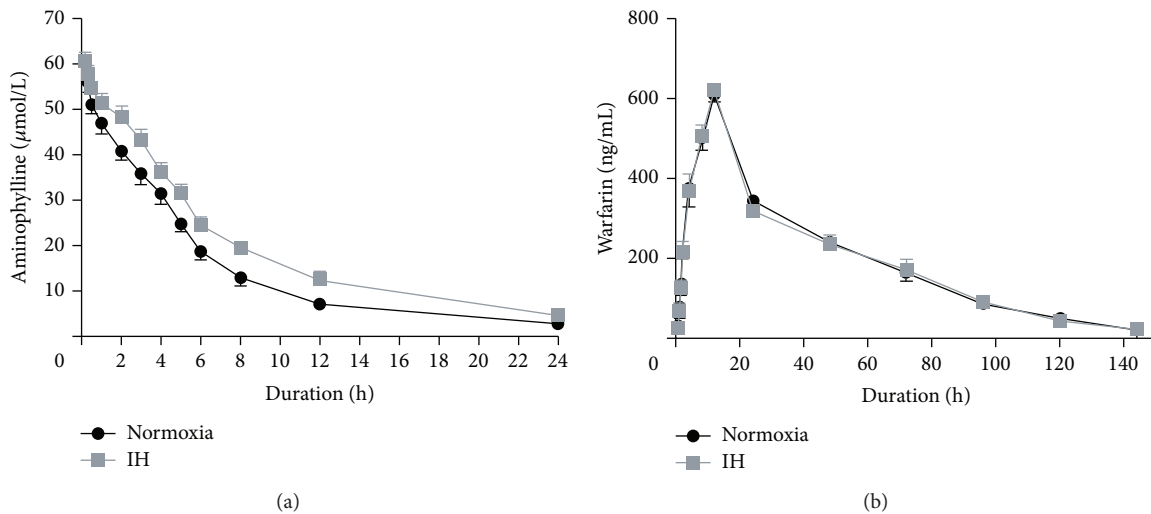 70
60
50
40
30
20
10
Aminophylline (μmol/L)
0 2 4 6 8 10 12 14 16 18 20 22 24
Duration (h)
Normoxia
IH
(a)
800
600
400
200
Warfarin (ng/mL)
0 20 40 60 80 100 120 140
Duration (h)
Normoxia
IH
(b)